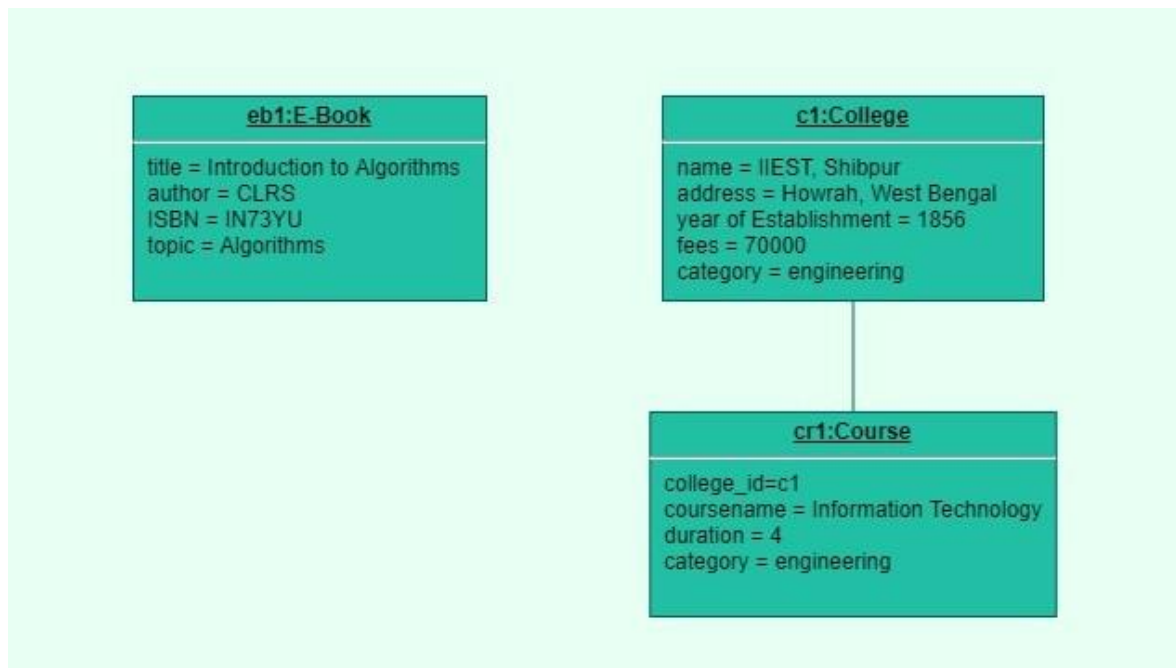 eb1:E-Book
title = Introduction to Algorithms
author = CLRS
ISBN = IN73YU
topic = Algorithms
c1:College
name = IIEST, Shibpur
address = Howrah, West Bengal
year of Establishment = 1856
fees = 70000
category = engineering
cr1:Course
college_id=c1
coursename = Information Technology
duration = 4
category = engineering